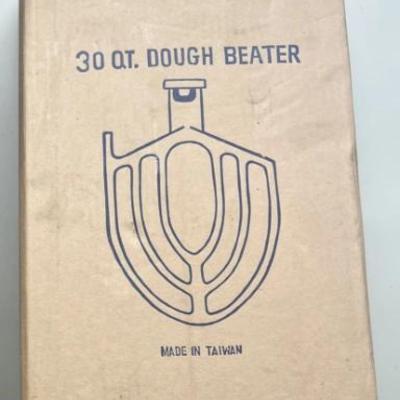 30 QT. DOUGH BEATER
MADE IN TAIWAN